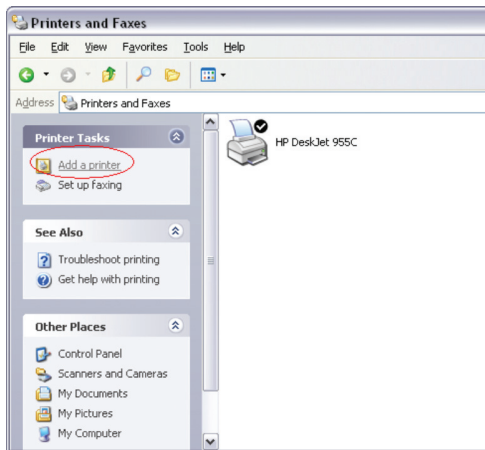 Printers and Faxes
File Edit View Favorites Tools Help
Address Printers and Faxes
Printer Tasks
Add a printer
Set up faxing
See Also
Troubleshoot printing
Get help with printing
Other Places
Control Panel
Scanners and Cameras
My Documents
My Pictures
My Computer
HP DeskJet 955C